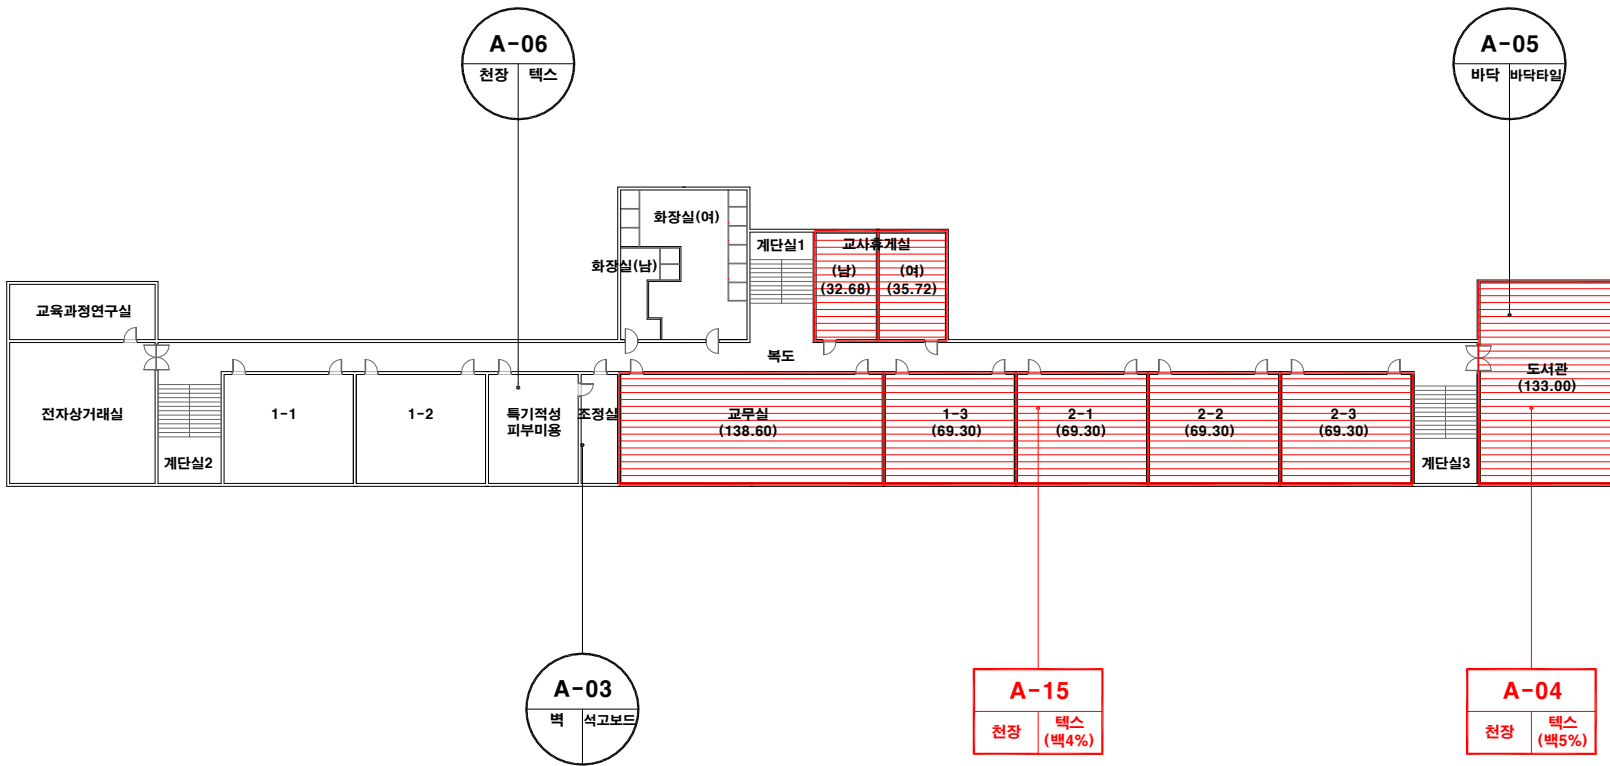 A-06
천장 텍스
A-05
바닥 바닥타일
화장실(여)
계단실1
교사휴게실
화장실(남)
(남)
(32.68)
(여)
(35.72)
교육과정연구실
복도
도서관
(133.00)
전자상거래실
1-1
1-2
특기적성
피부미용
조정실
교무실
(138.60)
1-3
(69.30)
2-1
(69.30)
2-2
(69.30)
2-3
(69.30)
계단실2
계단실3
A-03
벽 석고보드
A-15
천장 텍스
(백4%)
A-04
천장 텍스
(백5%)